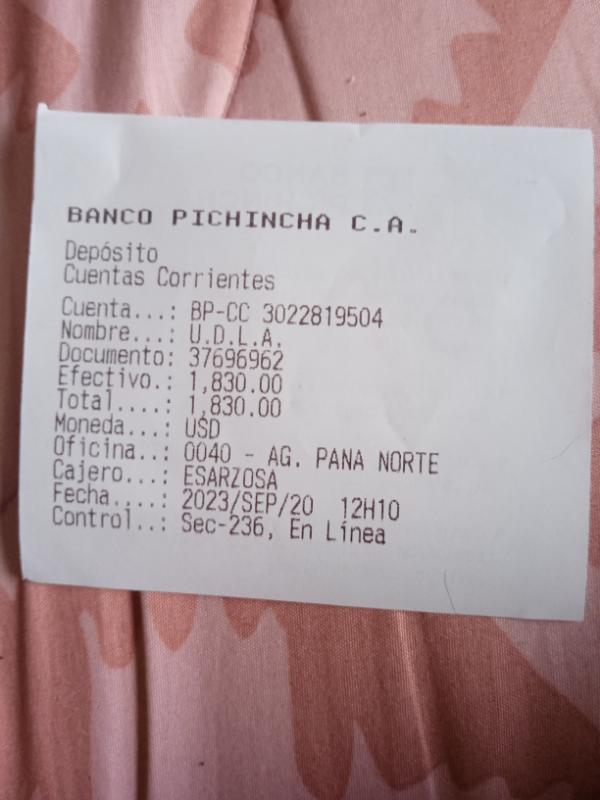 BANCO PICHINCHA C.A.
Depósito
Cuentas Corrientes
Cuenta...: BP-CC 3022819504
Nombre...: U.D.L.A.
Documento: 37696962
Efectivo.: 1,830.00
Total....: 1,830.00
Moneda...: USD
Oficina..: 0040 - AG. PANA NORTE
Cajero...: ESARZOSA
Fecha....: 2023/SEP/20 12H10
Control..: Sec-236, En Línea